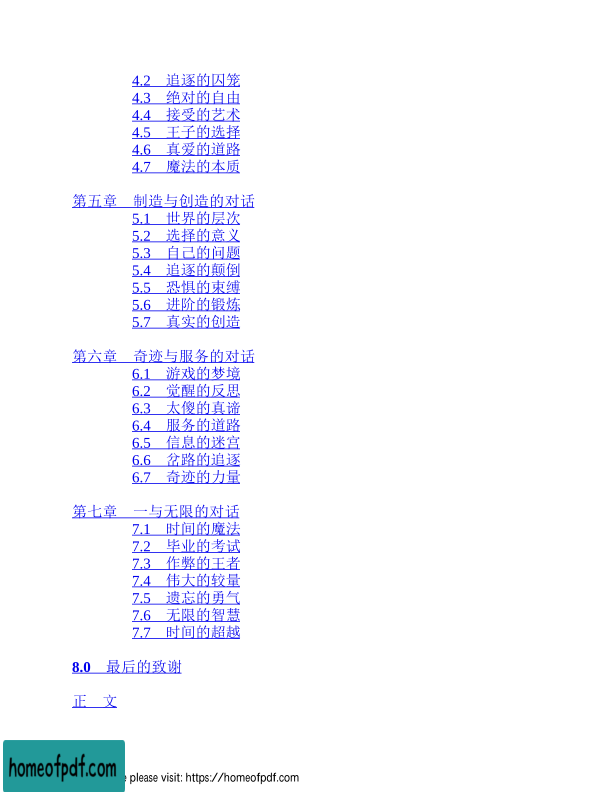 4.2　追逐的囚笼
4.3　绝对的自由
4.4　接受的艺术
4.5　王子的选择
4.6　真爱的道路
4.7　魔法的本质
第五章　制造与创造的对话
5.1　世界的层次
5.2　选择的意义
5.3　自己的问题
5.4　追逐的颠倒
5.5　恐惧的束缚
5.6　进阶的锻炼
5.7　真实的创造
第六章　奇迹与服务的对话
6.1　游戏的梦境
6.2　觉醒的反思
6.3　太傻的真谛
6.4　服务的道路
6.5　信息的迷宫
6.6　岔路的追逐
6.7　奇迹的力量
第七章　一与无限的对话
7.1　时间的魔法
7.2　毕业的考试
7.3　作弊的王者
7.4　伟大的较量
7.5　遗忘的勇气
7.6　无限的智慧
7.7　时间的超越
8.0　最后的致谢
正　文
homeofpdf.com
e please visit: https://homeofpdf.com